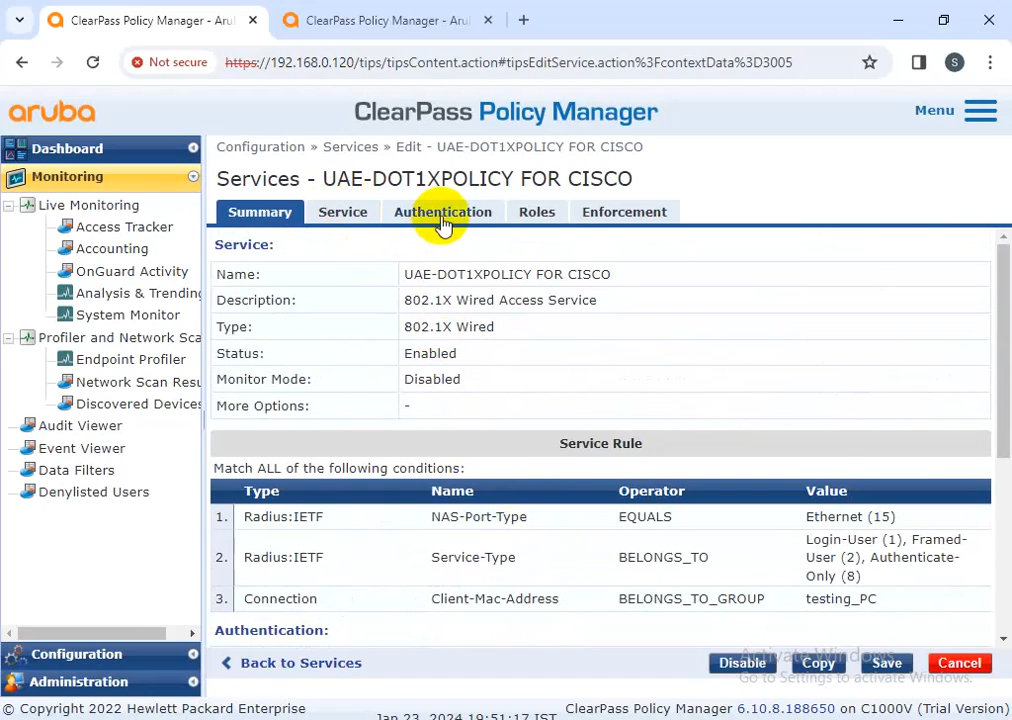 ClearPass Policy Manager - Aru
ClearPass Policy Manager - Aru
Not secure
https://192.168.0.120/tips/tipsContent.action#tipsEditService.action%3FcontextData%3D3005
S
aruba
ClearPass Policy Manager
Menu
Dashboard
Monitoring
Live Monitoring
Access Tracker
Accounting
OnGuard Activity
Analysis & Trending
System Monitor
Profiler and Network Sca
Endpoint Profiler
Network Scan Resu
Discovered Devices
Audit Viewer
Event Viewer
Data Filters
Denylisted Users
Configuration
Administration
Configuration » Services » Edit - UAE-DOT1XPOLICY FOR CISCO
Services - UAE-DOT1XPOLICY FOR CISCO
Summary Service Authentication Roles Enforcement
Service:
Name: UAE-DOT1XPOLICY FOR CISCO
Description: 802.1X Wired Access Service
Type: 802.1X Wired
Status: Enabled
Monitor Mode: Disabled
More Options: -
Service Rule
Match ALL of the following conditions:
Type Name Operator Value
1. Radius:IETF NAS-Port-Type EQUALS Ethernet (15)
2. Radius:IETF Service-Type BELONGS_TO Login-User (1), Framed-
User (2), Authenticate-
Only (8)
3. Connection Client-Mac-Address BELONGS_TO_GROUP testing_PC
Authentication:
Back to Services
Disable Copy Save Cancel
Activate Windows
Go to Settings to activate Windows.
© Copyright 2022 Hewlett Packard Enterprise
Jan 23, 2024 19:51:17 IST
ClearPass Policy Manager 6.10.8.188650 on C1000V (Trial Version)